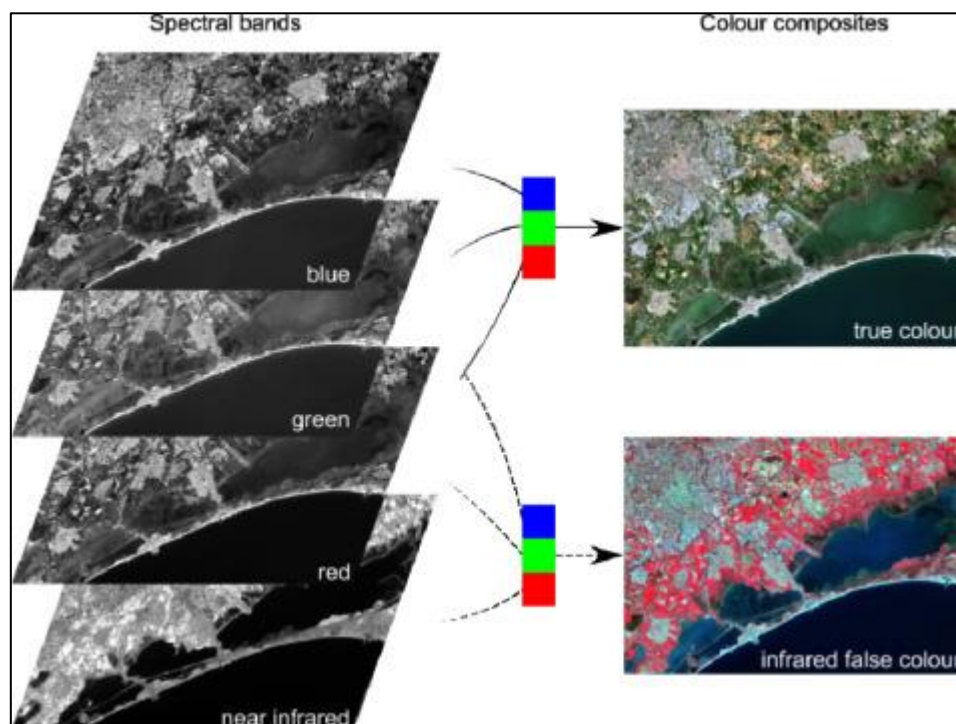 Spectral bands
Colour composites
blue
green
red
near infrared
true colour
infrared false colour